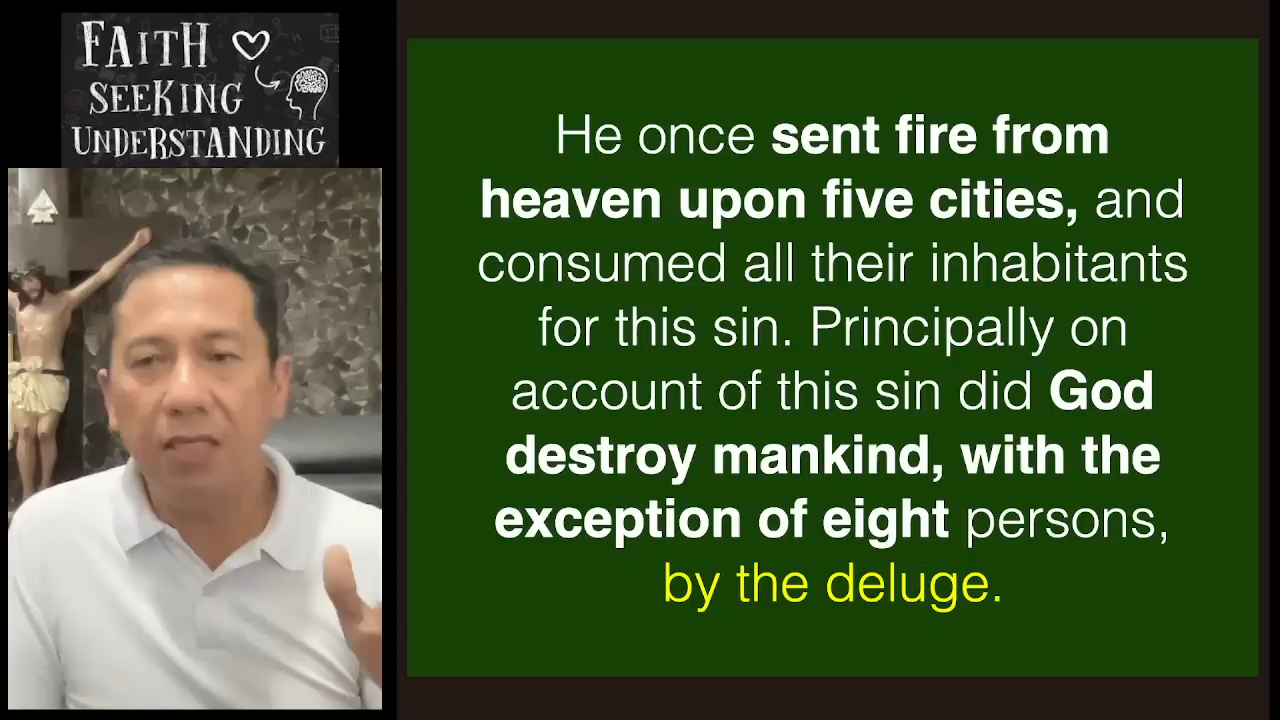 FAITH
SEEKING
UNDERSTANDING
He once sent fire from
heaven upon five cities, and
consumed all their inhabitants
for this sin. Principally on
account of this sin did God
destroy mankind, with the
exception of eight persons,
by the deluge.